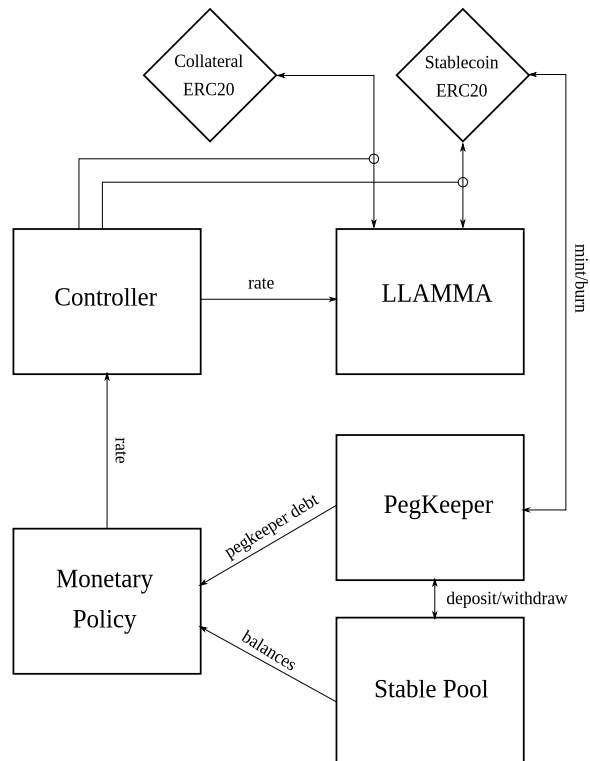 Collateral
ERC20
Stablecoin
ERC20
mint/burn
Controller
rate
LLAMMA
rate
pegkeeper debt
PegKeeper
Monetary
Policy
deposit/withdraw
balances
Stable Pool